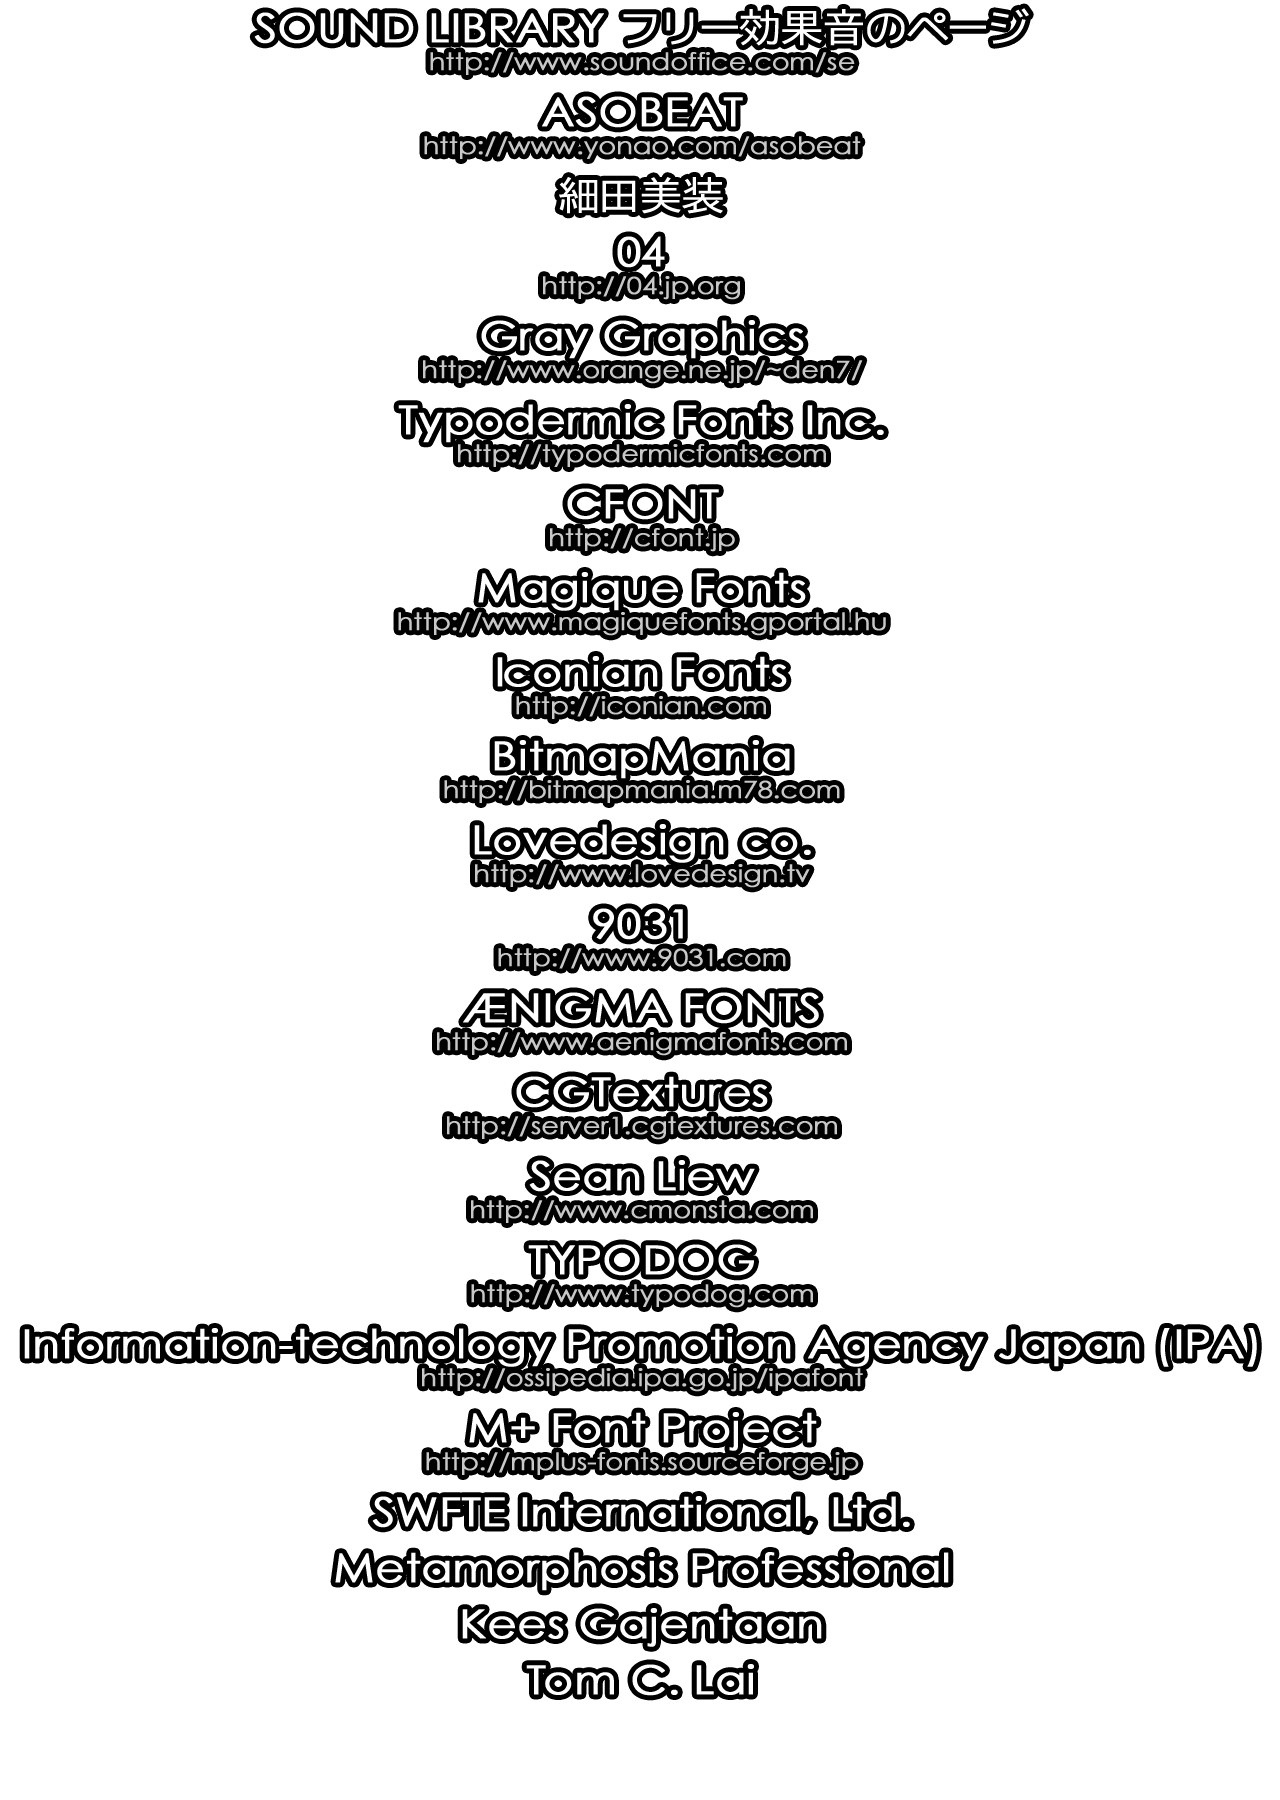 SOUND LIBRARY フリー効果音のページ
http://www.soundoffice.com/se
ASOBEAT
http://www.yonao.com/asobeat
細田美装
04
http://04.jp.org
Gray Graphics
http://www.orange.ne.jp/~den7/
Typodermic Fonts Inc.
http://typodermicfonts.com
CFONT
http://cfont.jp
Magique Fonts
http://www.magiquefonts.gportal.hu
Iconian Fonts
http://iconian.com
BitmapMania
http://bitmapmania.m78.com
Lovedesign co.
http://www.lovedesign.tv
9031
http://www.9031.com
ÆNIGMA FONTS
http://www.aenigmafonts.com
CGTextures
http://server1.cgtextures.com
Sean Liew
http://www.cmonsta.com
TYPODOG
http://www.typodog.com
Information-technology Promotion Agency Japan (IPA)
http://ossipedia.ipa.go.jp/ipafont
M+ Font Project
http://mplus-fonts.sourceforge.jp
SWFTE International, Ltd.
Metamorphosis Professional
Kees Gajentaan
Tom C. Lai